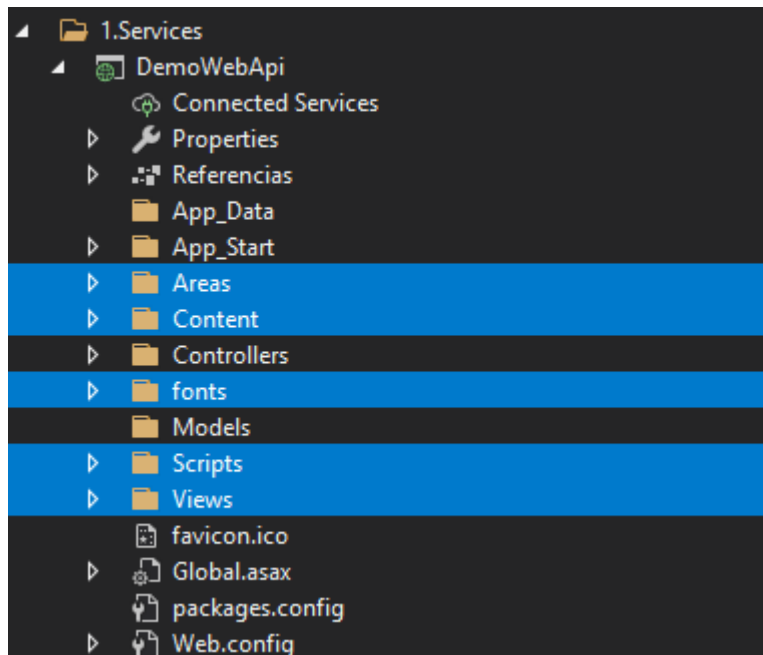 1.Services
DemoWebApi
Connected Services
Properties
Referencias
App_Data
App_Start
Areas
Content
Controllers
fonts
Models
Scripts
Views
favicon.ico
Global.asax
packages.config
Web.config